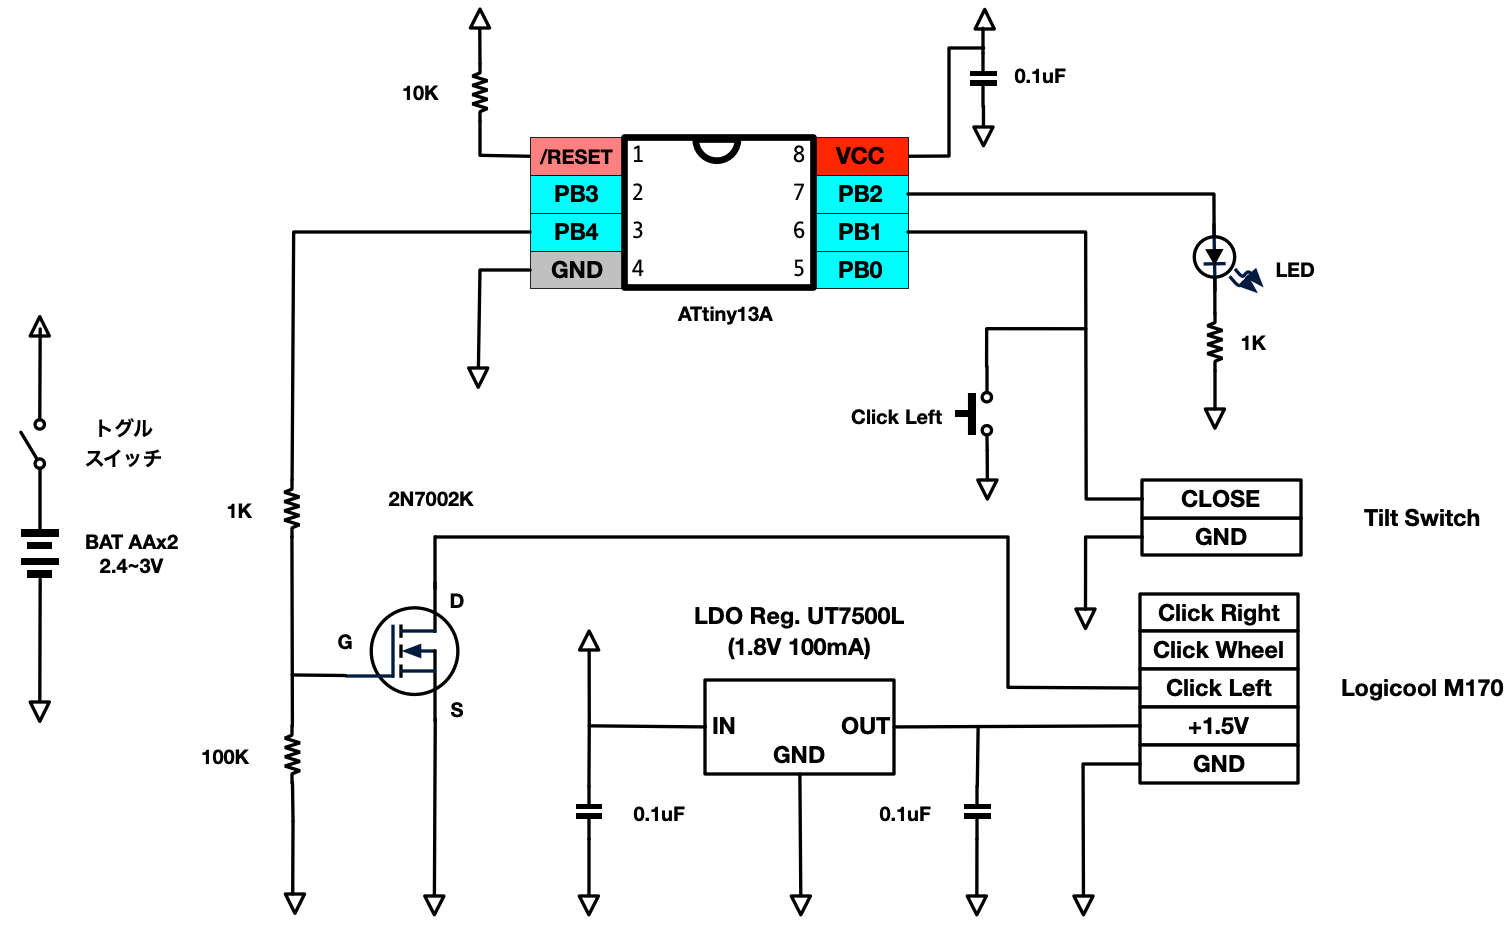 10K
0.1uF
/RESET
1
8
VCC
PB3
2
7
PB2
PB4
3
6
PB1
GND
4
5
PB0
ATtiny13A
LED
1K
トグル
スイッチ
Click Left
BAT AAx2
2.4~3V
1K
2N7002K
CLOSE
GND
Tilt Switch
D
G
S
LDO Reg. UT7500L
(1.8V 100mA)
IN
OUT
GND
Click Right
Click Wheel
Click Left
+1.5V
GND
Logicool M170
100K
0.1uF
0.1uF